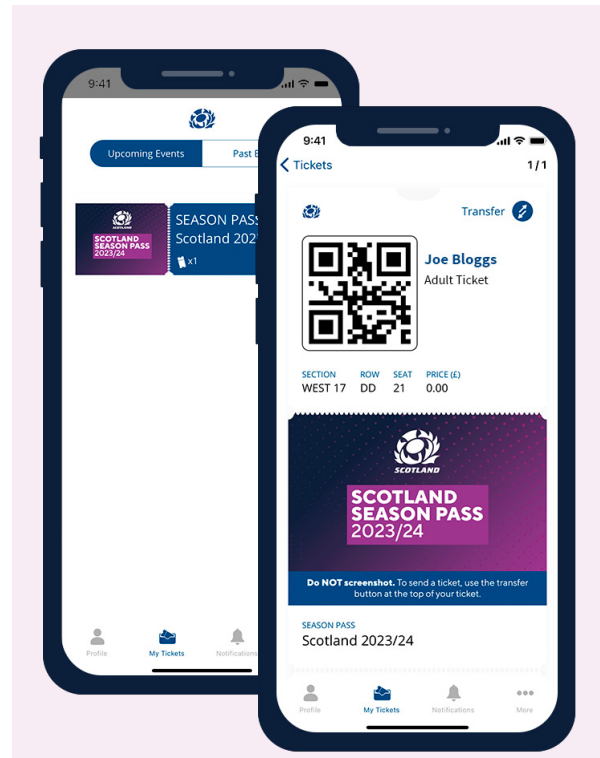 9:41
Upcoming Events
Past
SCOTLAND
SCOTLAND
SEASON PASS
2023/24
SEASON PASS
Scotland 202
x1
Profile
My Tickets
Notifications
9:41
Tickets
1/1
Transfer
Joe Bloggs
Adult Ticket
SECTION ROW SEAT PRICE (£)
WEST 17 DD 21 0.00
SCOTLAND
SCOTLAND
SEASON PASS
2023/24
Do NOT screenshot. To send a ticket, use the transfer
button at the top of your ticket.
SEASON PASS
Scotland 2023/24
Profile
My Tickets
Notifications
More